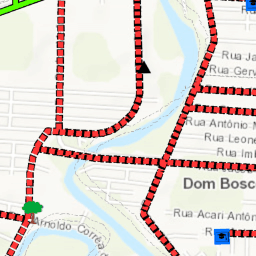 Rua Ja
Rua Gerv
Rua Antônio M
Rua Leone
Rua Imb
Dom Bosc
Rua Acari Antôn
Arnoldo Corrêa d